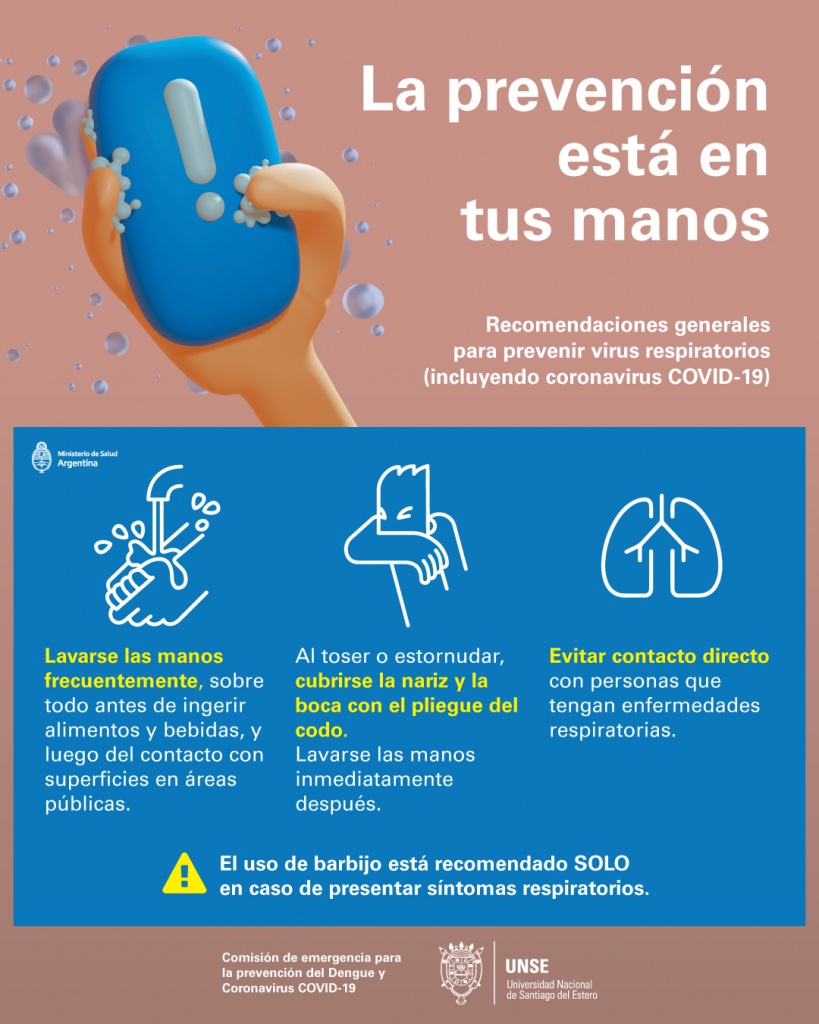 La prevención
está en
tus manos
Recomendaciones generales
para prevenir virus respiratorios
(incluyendo coronavirus COVID-19)
Ministerio de Salud
Argentina
Lavarse las manos
frecuentemente, sobre
todo antes de ingerir
alimentos y bebidas, y
luego del contacto con
superficies en áreas
públicas.
Al toser o estornudar,
cubrirse la nariz y la
boca con el pliegue del
codo.
Lavarse las manos
inmediatamente
después.
Evitar contacto directo
con personas que
tengan enfermedades
respiratorias.
El uso de barbijo está recomendado SOLO
en caso de presentar síntomas respiratorios.
Comisión de emergencia para
la prevención del Dengue y
Coronavirus COVID-19
UNSE
Universidad Nacional
de Santiago del Estero